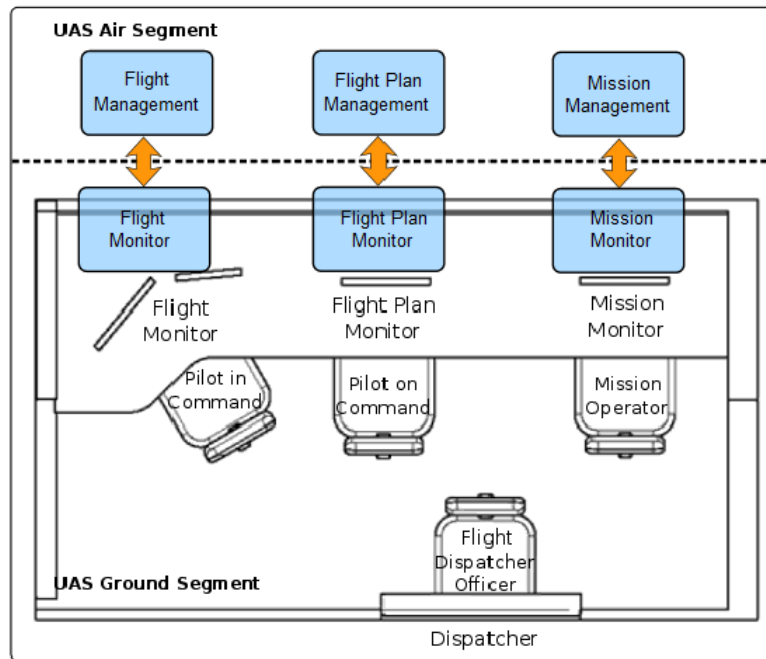 UAS Air Segment
Flight
Management
Flight Plan
Management
Mission
Management
Flight
Monitor
Flight Plan
Monitor
Mission
Monitor
Flight
Monitor
Flight Plan
Monitor
Mission
Monitor
Pilot in
Command
Pilot on
Command
Mission
Operator
Flight
Dispatcher
Officer
UAS Ground Segment
Dispatcher